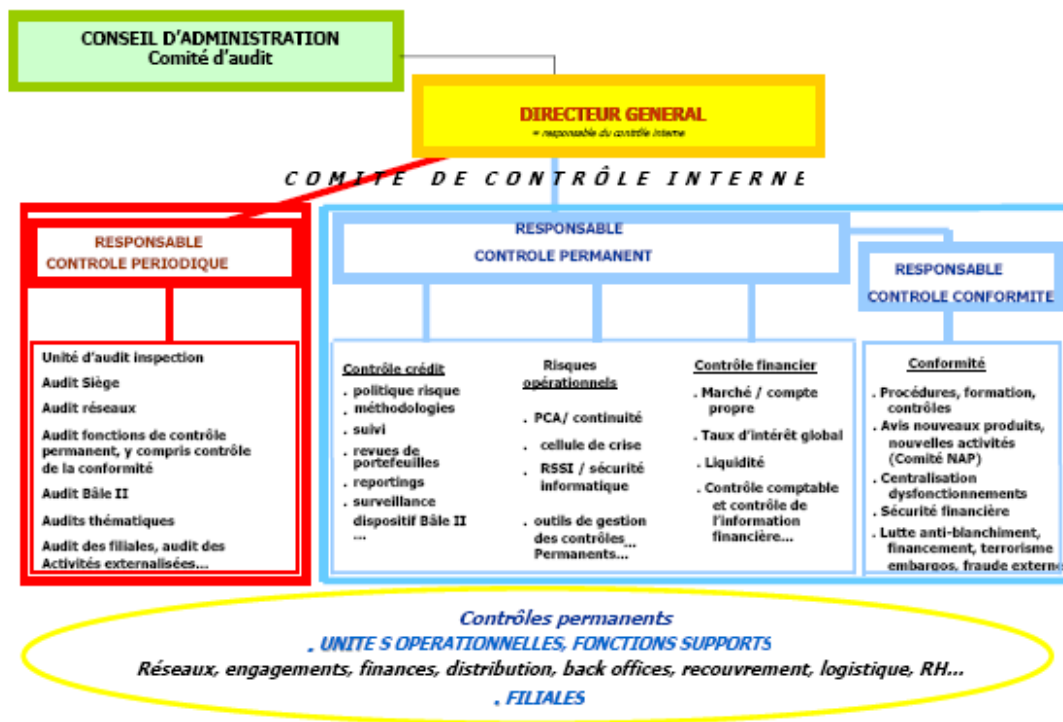 CONSEIL D'ADMINISTRATION
Comité d'audit
DIRECTEUR GENERAL
= responsable du contrôle interne
COMITE DE CONTRÔLE INTERNE
RESPONSABLE
CONTROLE PERIODIQUE
RESPONSABLE
CONTROLE PERMANENT
RESPONSABLE
CONTROLE CONFORMITE
Unité d'audit inspection
Audit Siège
Audit réseaux
Audit fonctions de contrôle
permanent, y compris contrôle
de la conformité
Audit Bâle II
Audits thématiques
Audit des filiales, audit des
Activités externalisées...
Contrôle crédit
. politique risque
. méthodologies
. suivi
. revues de
portefeuilles
. reportings
. surveillance
dispositif Bâle II
...
Risques
opérationnels
. PCA/ continuité
. cellule de crise
. RSSI / sécurité
informatique
. outils de gestion
des contrôles...
Permanents...
Contrôle financier
. Marché / compte
propre
. Taux d'intérêt global
. Liquidité
. Contrôle comptable
et contrôle de
l'information
financière...
Conformité
. Procédures, formation,
contrôles
. Avis nouveaux produits,
nouvelles activités
(Comité NAP)
. Centralisation
dysfonctionnements
. Sécurité financière
. Lutte anti-blanchiment,
financement, terrorisme
embargos, fraude externe
Contrôles permanents
. UNITE S OPERATIONNELLES, FONCTIONS SUPPORTS
Réseaux, engagements, finances, distribution, back offices, recouvrement, logistique, RH...
. FILIALES